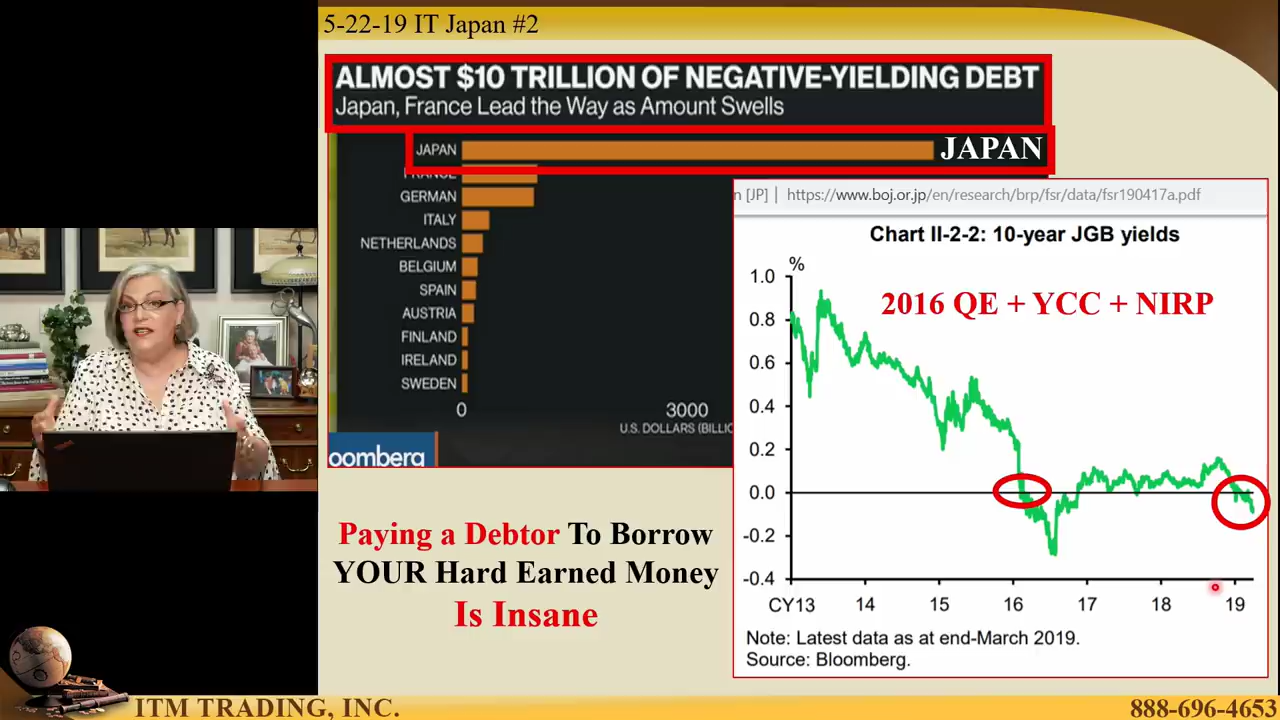 5-22-19 IT Japan #2
ALMOST $10 TRILLION OF NEGATIVE-YIELDING DEBT
Japan, France Lead the Way as Amount Swells
JAPAN
JAPAN
FRANCE
GERMAN
ITALY
NETHERLANDS
BELGIUM
SPAIN
AUSTRIA
FINLAND
IRELAND
SWEDEN
0 3000
U.S. DOLLARS (BILLIO
oomberg
n [JP] | https://www.boj.or.jp/en/research/brp/fsr/data/fsr190417a.pdf
Chart II-2-2: 10-year JGB yields
%
2016 QE + YCC + NIRP
1.0
0.8
0.6
0.4
0.2
0.0
-0.2
-0.4
CY13 14 15 16 17 18 19
Note: Latest data as at end-March 2019.
Source: Bloomberg.
Paying a Debtor To Borrow
YOUR Hard Earned Money
Is Insane
ITM TRADING, INC.
888-696-4653